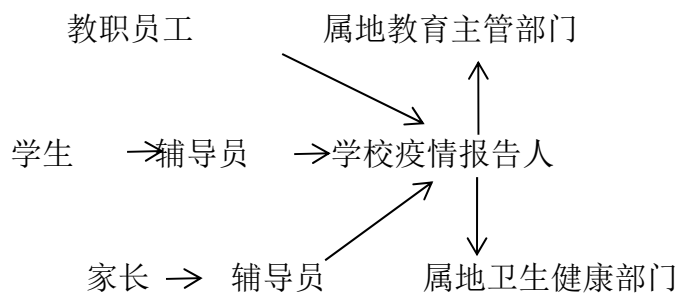 教职员工 属地教育主管部门
学生 辅导员 学校疫情报告人
家长 辅导员 属地卫生健康部门